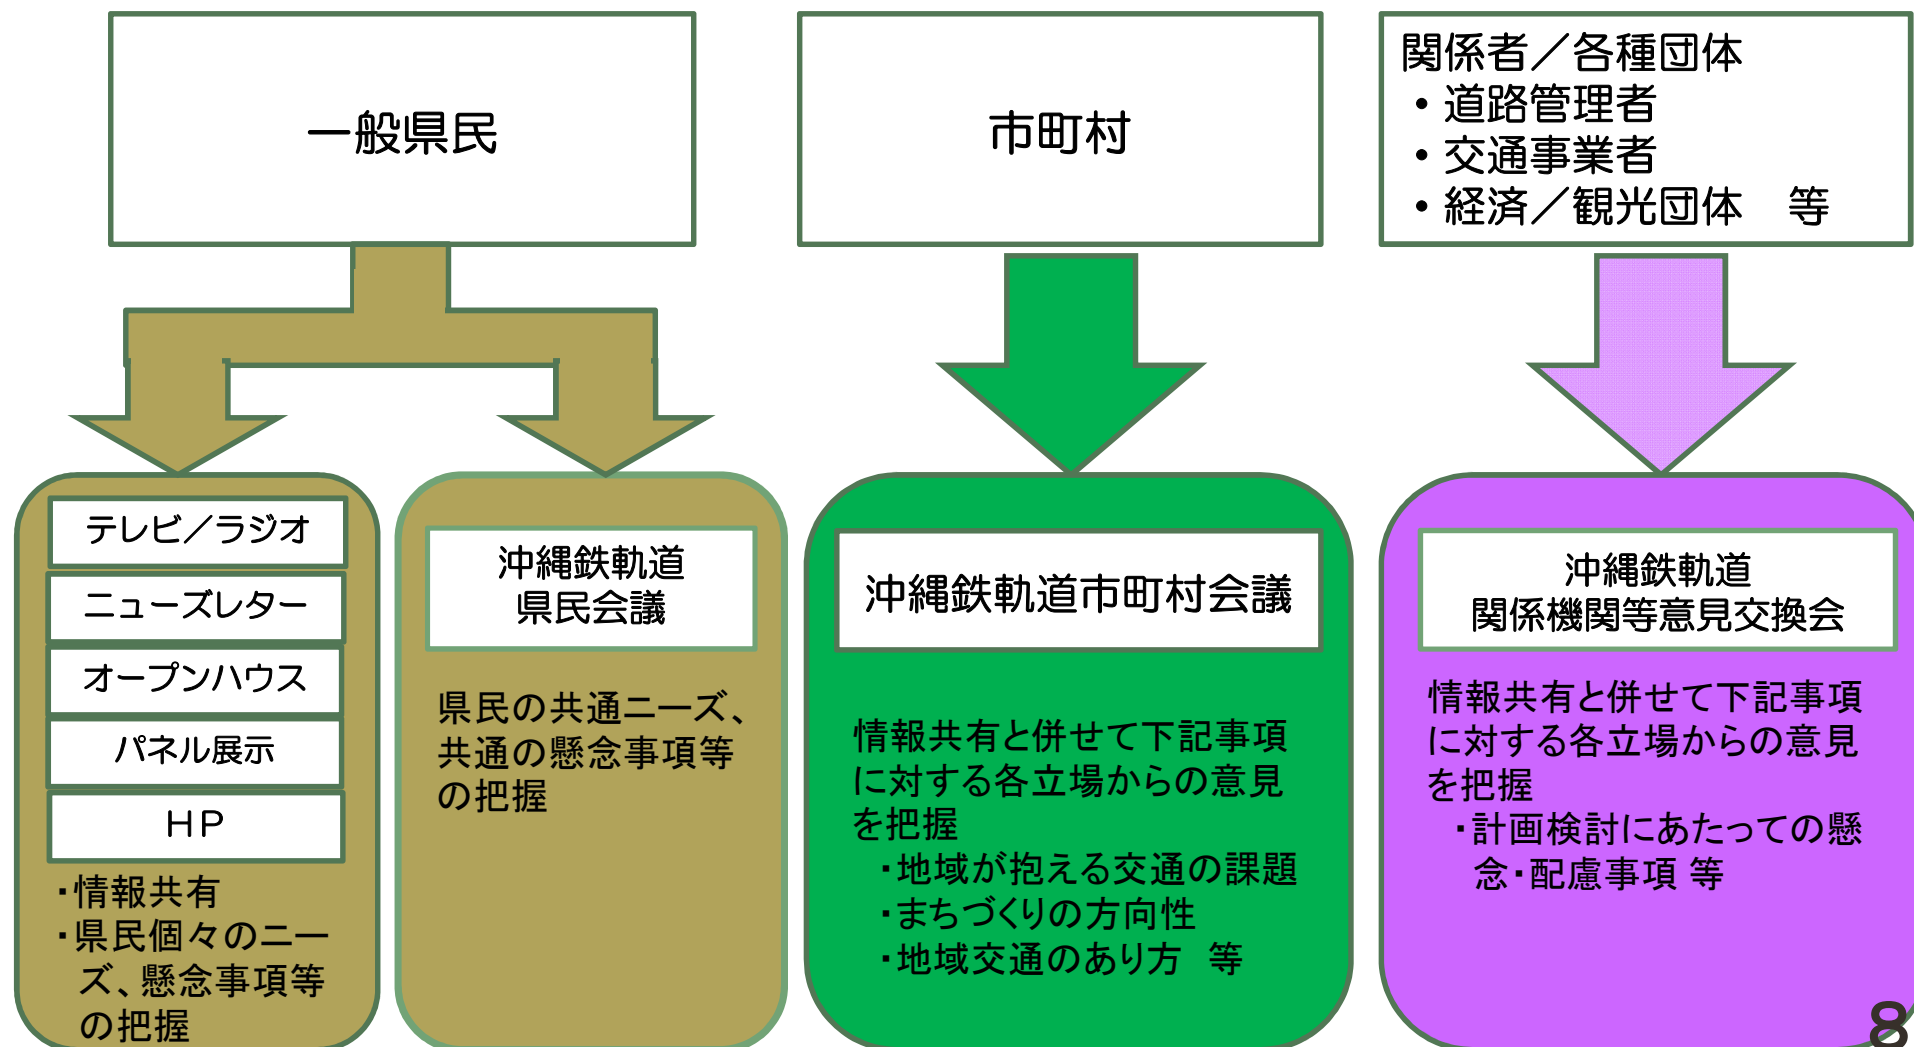 一般県民
市町村
関係者／各種団体
・道路管理者
・交通事業者
・経済／観光団体　等
テレビ／ラジオ
ニューズレター
オープンハウス
パネル展示
ＨＰ
・情報共有
・県民個々のニー
ズ、懸念事項等
の把握
沖縄鉄軌道
県民会議
県民の共通ニーズ、
共通の懸念事項等
の把握
沖縄鉄軌道市町村会議
情報共有と併せて下記事項
に対する各立場からの意見
を把握
・地域が抱える交通の課題
・まちづくりの方向性
・地域交通のあり方　等
沖縄鉄軌道
関係機関等意見交換会
情報共有と併せて下記事項
に対する各立場からの意見
を把握
・計画検討にあたっての懸
念・配慮事項 等
8